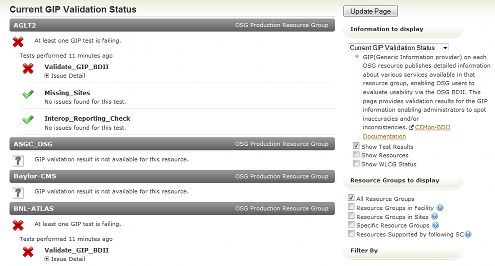 Current GIP Validation Status
AGLT2 OSG Production Resource Group
At least one GIP test is failing.
Tests performed 11 minutes ago
Validate_GIP_BDII
Issue Detail
Missing_Sites
No issues found for this test.
Interop_Reporting_Check
No issues found for this test.
ASGC_OSG OSG Production Resource Group
GIP validation result is not available for this resource.
Baylor-CMS OSG Production Resource Group
GIP validation result is not available for this resource.
BNL-ATLAS OSG Production Resource Group
At least one GIP test is failing.
Tests performed 11 minutes ago
Validate_GIP_BDII
Issue Detail
Update Page
Information to display
Current GIP Validation Status
GIP(Generic Information provider) on each
OSG resource publishes detailed information
about various services available in that
resource group, enabling OSG users to
evaluate usability via the OSG BDII. This
page provides validation results for the GIP
information enabling administrators to spot
inaccuracies and/or
inconsistencies. CEMon-BDII
Documentation
Show Test Results
Show Resources
Show WLCG Status
Resource Groups to display
All Resource Groups
Resource Groups in Facility
Resource Groups in Sites
Specific Resource Groups
Resources Supported by following SC
Filter By